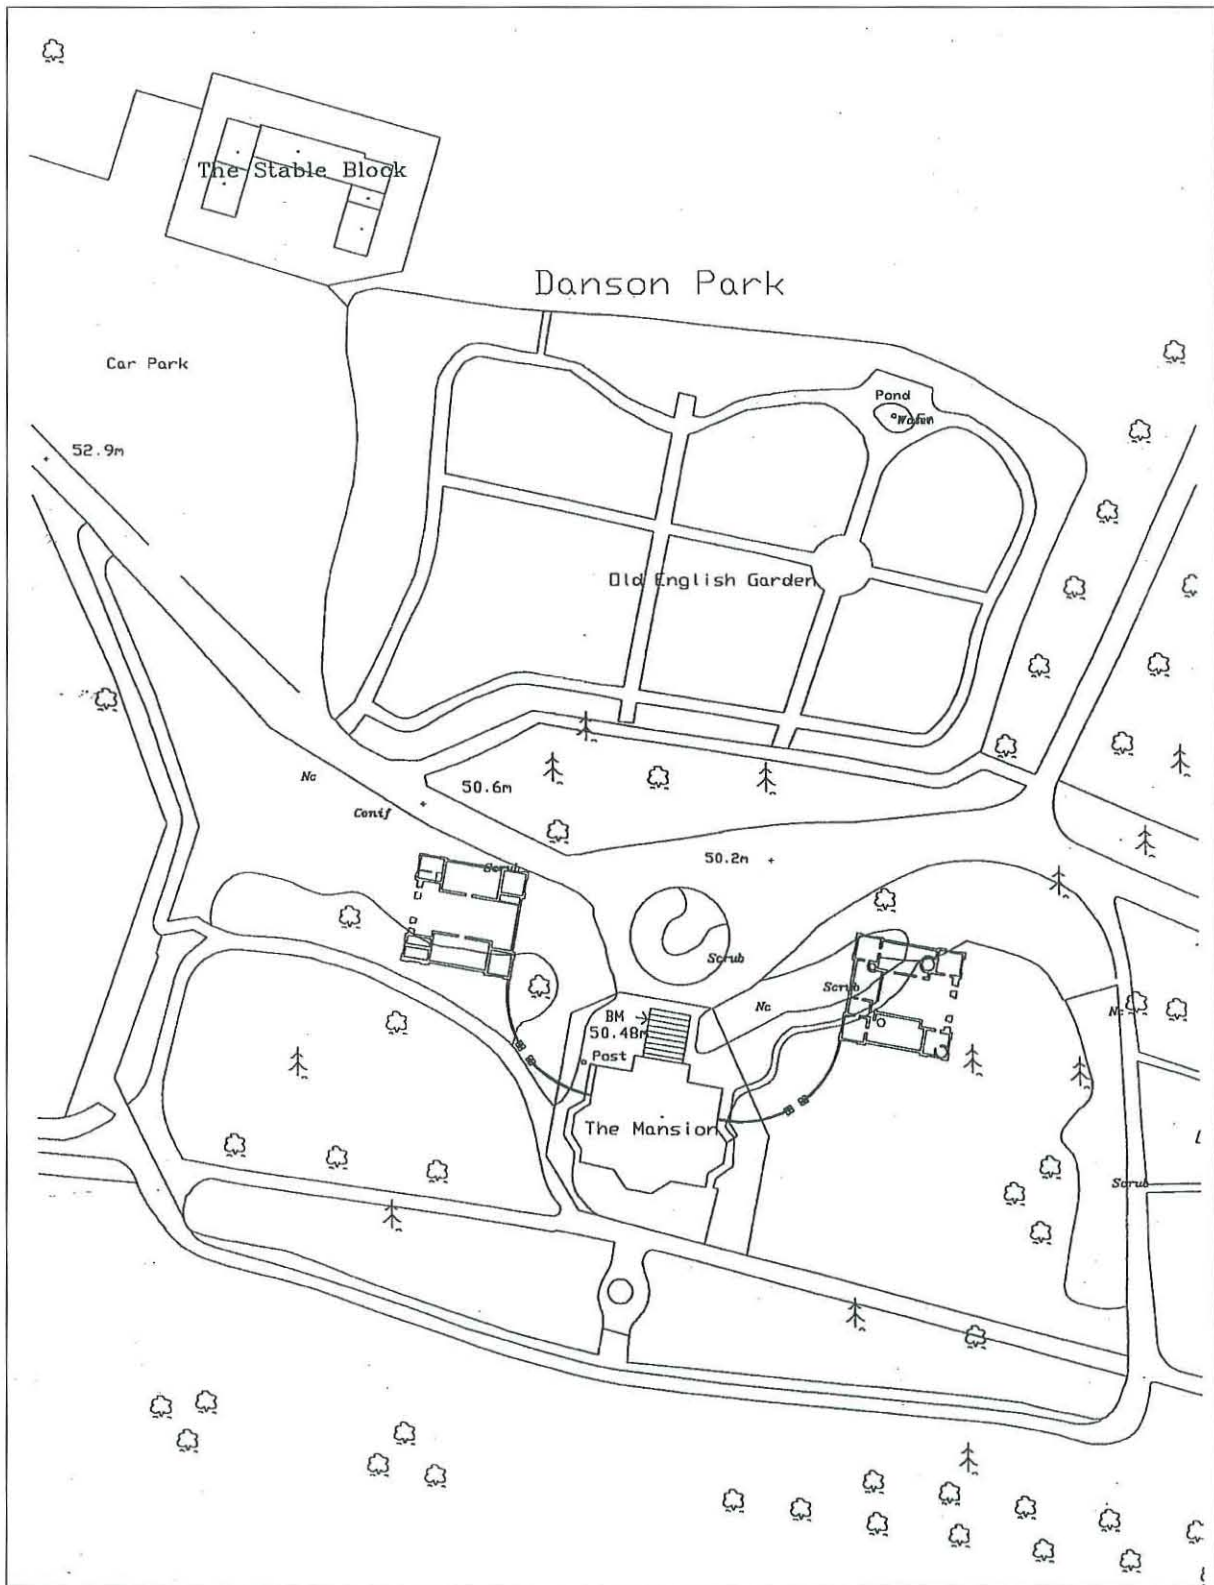 The Stable Block
Danson Park
Car Park
Pond
52.9m
Old English Garden
Nc
50.6m
Conif
50.2m
Scrub
Scrub
Scrub
Nc
Nc
BM
50.48m
Post
The Mansion
Scrub